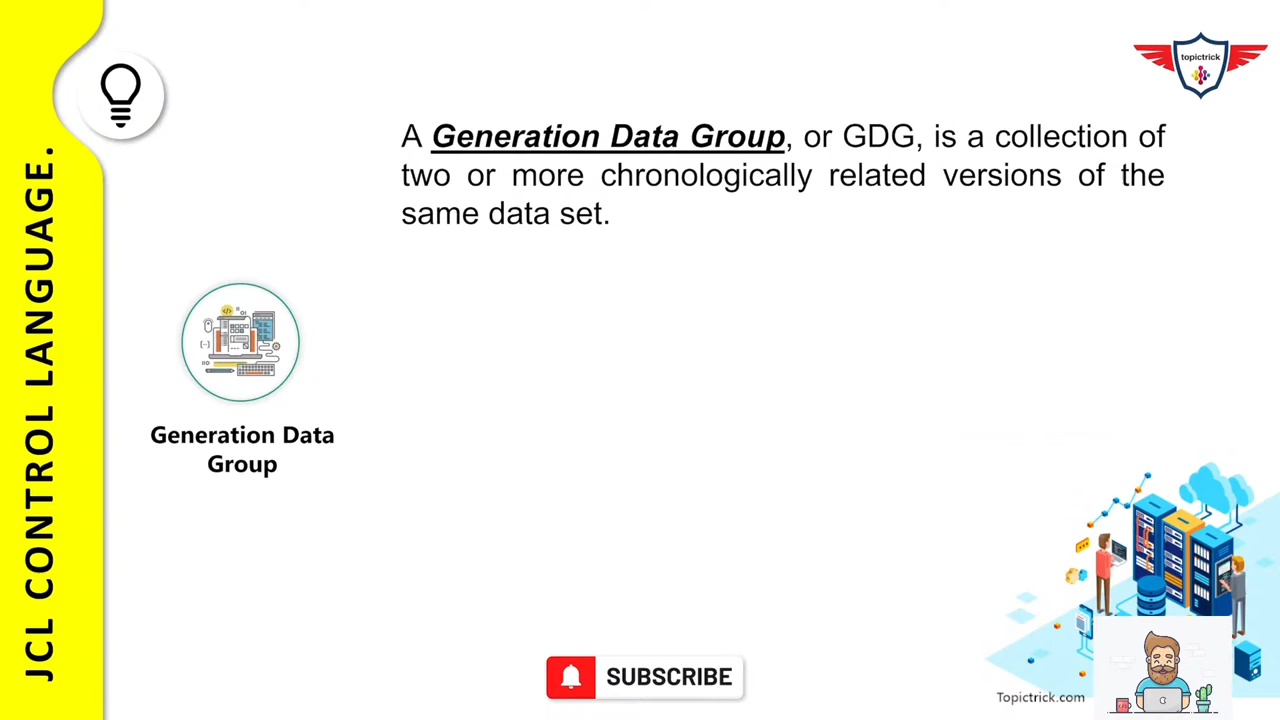 JCL CONTROL LANGUAGE.
topictrick
A Generation Data Group, or GDG, is a collection of
two or more chronologically related versions of the
same data set.
Generation Data
Group
SUBSCRIBE
Topictrick.com